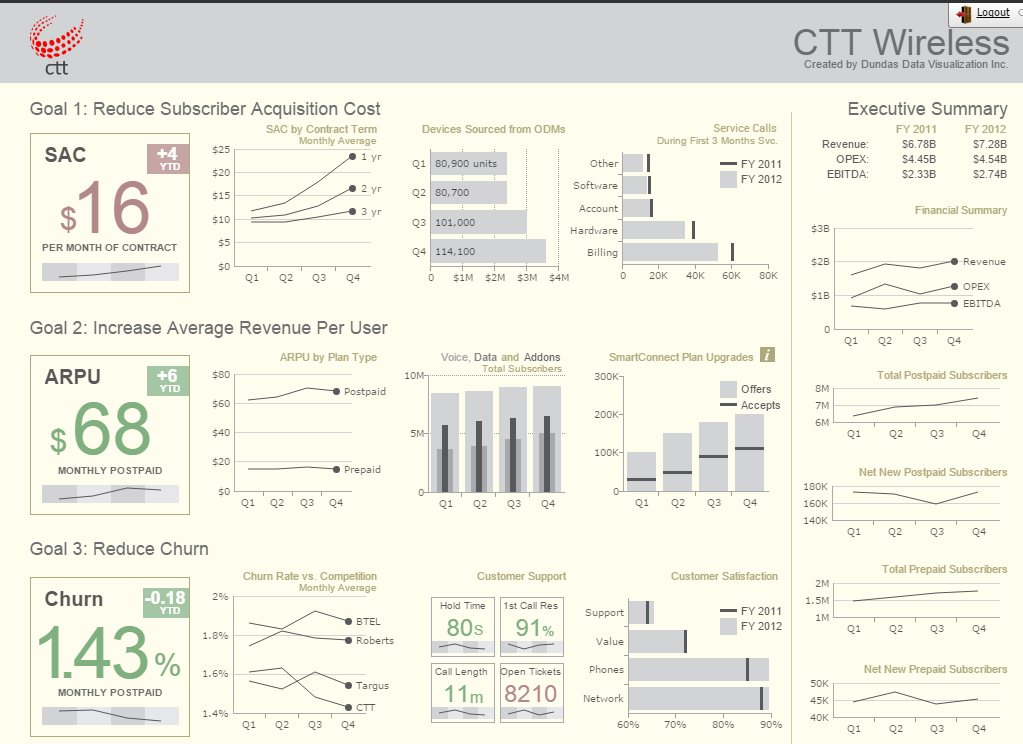 Logout
ctt
CTT Wireless
Created by Dundas Data Visualization Inc.
Goal 1: Reduce Subscriber Acquisition Cost
SAC
+4
YTD
$16
PER MONTH OF CONTRACT
SAC by Contract Term
Monthly Average
$25
$20
$15
$10
$5
$0
1 yr
2 yr
3 yr
Q1 Q2 Q3 Q4
Devices Sourced from ODMs
Q1 80,900 units
Q2 80,700
Q3 101,000
Q4 114,100
0 $1M $2M $3M $4M
Service Calls
During First 3 Months Svc.
FY 2011
FY 2012
Other
Software
Account
Hardware
Billing
0 20K 40K 60K 80K
Goal 2: Increase Average Revenue Per User
ARPU
+6
YTD
$68
MONTHLY POSTPAID
ARPU by Plan Type
$80
$60
$40
$20
$0
Postpaid
Prepaid
Q1 Q2 Q3 Q4
Voice, Data and Addons
Total Subscribers
10M
5M
0
Q1 Q2 Q3 Q4
SmartConnect Plan Upgrades i
Offers
Accepts
300K
200K
100K
0
Q1 Q2 Q3 Q4
Goal 3: Reduce Churn
Churn
-0.18
YTD
1.43%
MONTHLY POSTPAID
Churn Rate vs. Competition
Monthly Average
2%
1.8%
1.6%
1.4%
BTEL
Roberts
Targus
CTT
Q1 Q2 Q3 Q4
Customer Support
Hold Time
80s
1st Call Res
91%
Call Length
11m
Open Tickets
8210
Customer Satisfaction
FY 2011
FY 2012
Support
Value
Phones
Network
60% 70% 80% 90%
Executive Summary
FY 2011 FY 2012
Revenue: $6.78B $7.28B
OPEX: $4.45B $4.54B
EBITDA: $2.33B $2.74B
Financial Summary
$3B
$2B
$1B
0
Revenue
OPEX
EBITDA
Q1 Q2 Q3 Q4
Total Postpaid Subscribers
8M
7M
6M
Q1 Q2 Q3 Q4
Net New Postpaid Subscribers
180K
160K
140K
Q1 Q2 Q3 Q4
Total Prepaid Subscribers
2M
1.5M
1M
Q1 Q2 Q3 Q4
Net New Prepaid Subscribers
50K
45K
40K
Q1 Q2 Q3 Q4